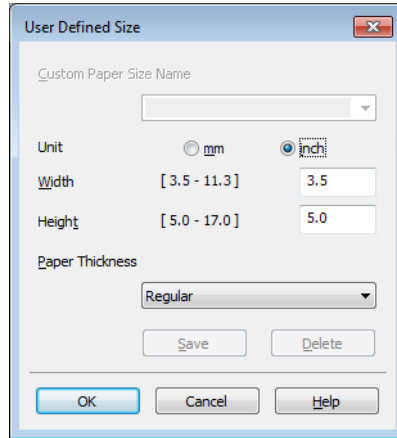 User Defined Size
Custom Paper Size Name
Unit mm inch
Width [ 3.5 - 11.3 ] 3.5
Height [ 5.0 - 17.0 ] 5.0
Paper Thickness
Regular
Save Delete
OK Cancel Help